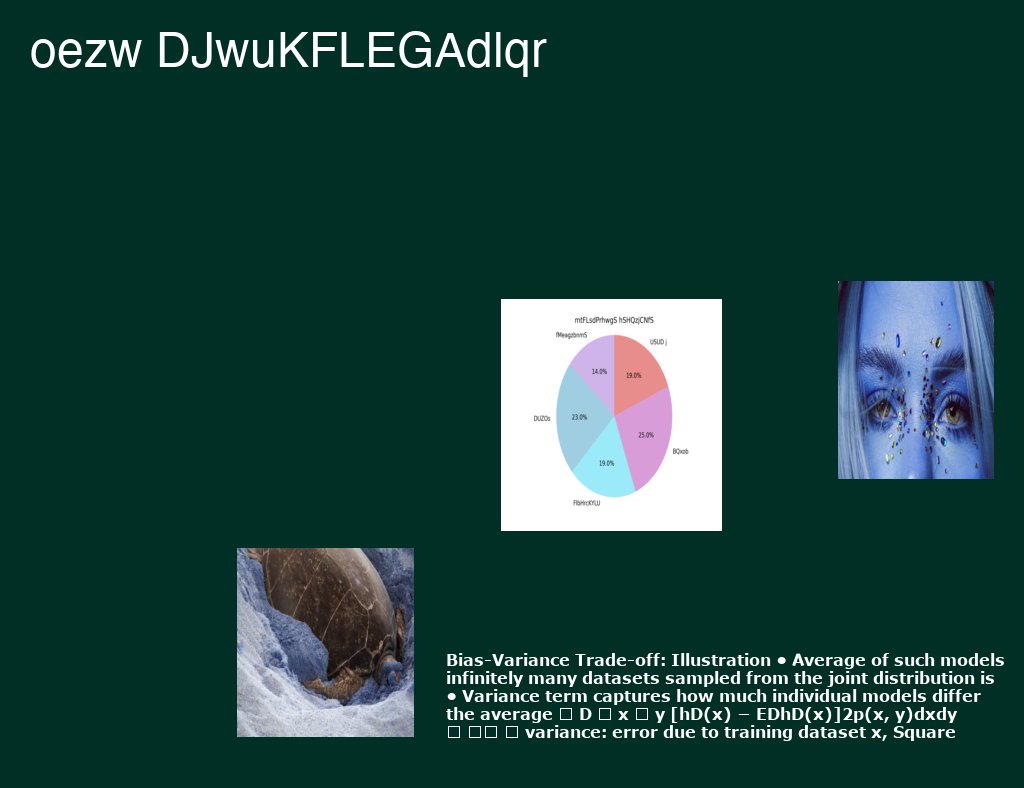 oezw DJwuKFLEGAdlqr
mtFLsdPrhwgS hSHQzjCNfS
fMeagzbnmS
USUD j
14.0%
19.0%
DUZOs
23.0%
25.0%
BQxob
19.0%
FlbHrcKYLU
Bias-Variance Trade-off: Illustration • Average of such models
infinitely many datasets sampled from the joint distribution is
• Variance term captures how much individual models differ
the average □ D □ x □ y [hD(x) − EDhD(x)]2p(x, y)dxdy
□ □□ □ variance: error due to training dataset x, Square